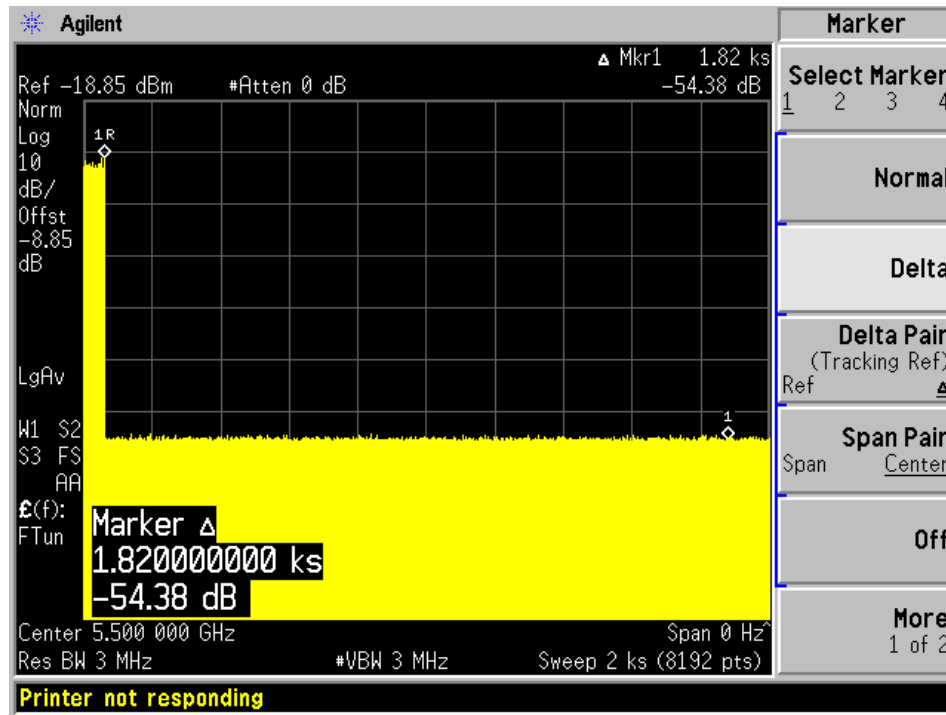 Agilent
Marker
Δ Mkr1 1.82 ks
Ref -18.85 dBm #Atten 0 dB -54.38 dB
Norm
Log
10
dB/
Offst
-8.85
dB
1R
LgAv
1
W1 S2
S3 FS
AA
£(f):
FTun
Marker Δ
1.820000000 ks
-54.38 dB
Center 5.500 000 GHz Span 0 Hz^
Res BW 3 MHz #VBW 3 MHz Sweep 2 ks (8192 pts)
Printer not responding
Select Marker
1 2 3 4
Normal
Delta
Delta Pair
(Tracking Ref)
Ref Δ
Span Pair
Span Center
Off
More
1 of 2